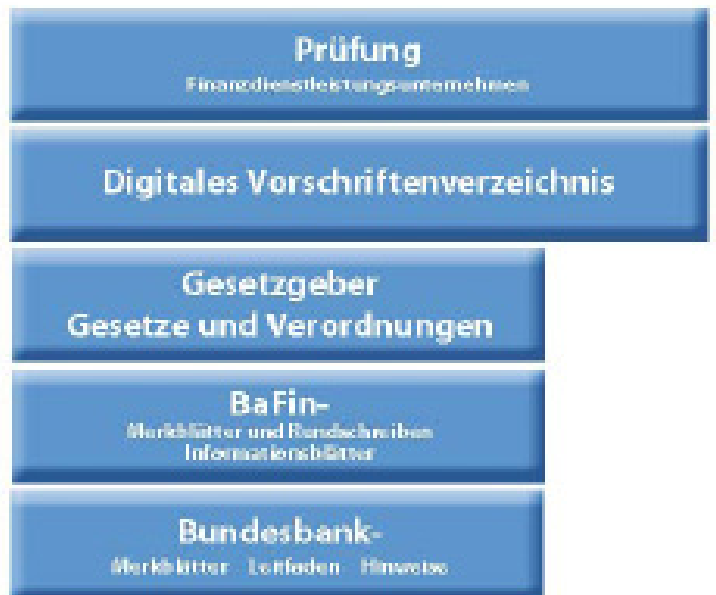 Prüfung
Finanzdienstleistungsunternehmen
Digitales Vorschriftenverzeichnis
Gesetzgeber
Gesetze und Verordnungen
BaFin-
Merkblätter und Rundschreiben
Informationsblätter
Bundesbank-
Merkblätter Leitfaden Hinweise